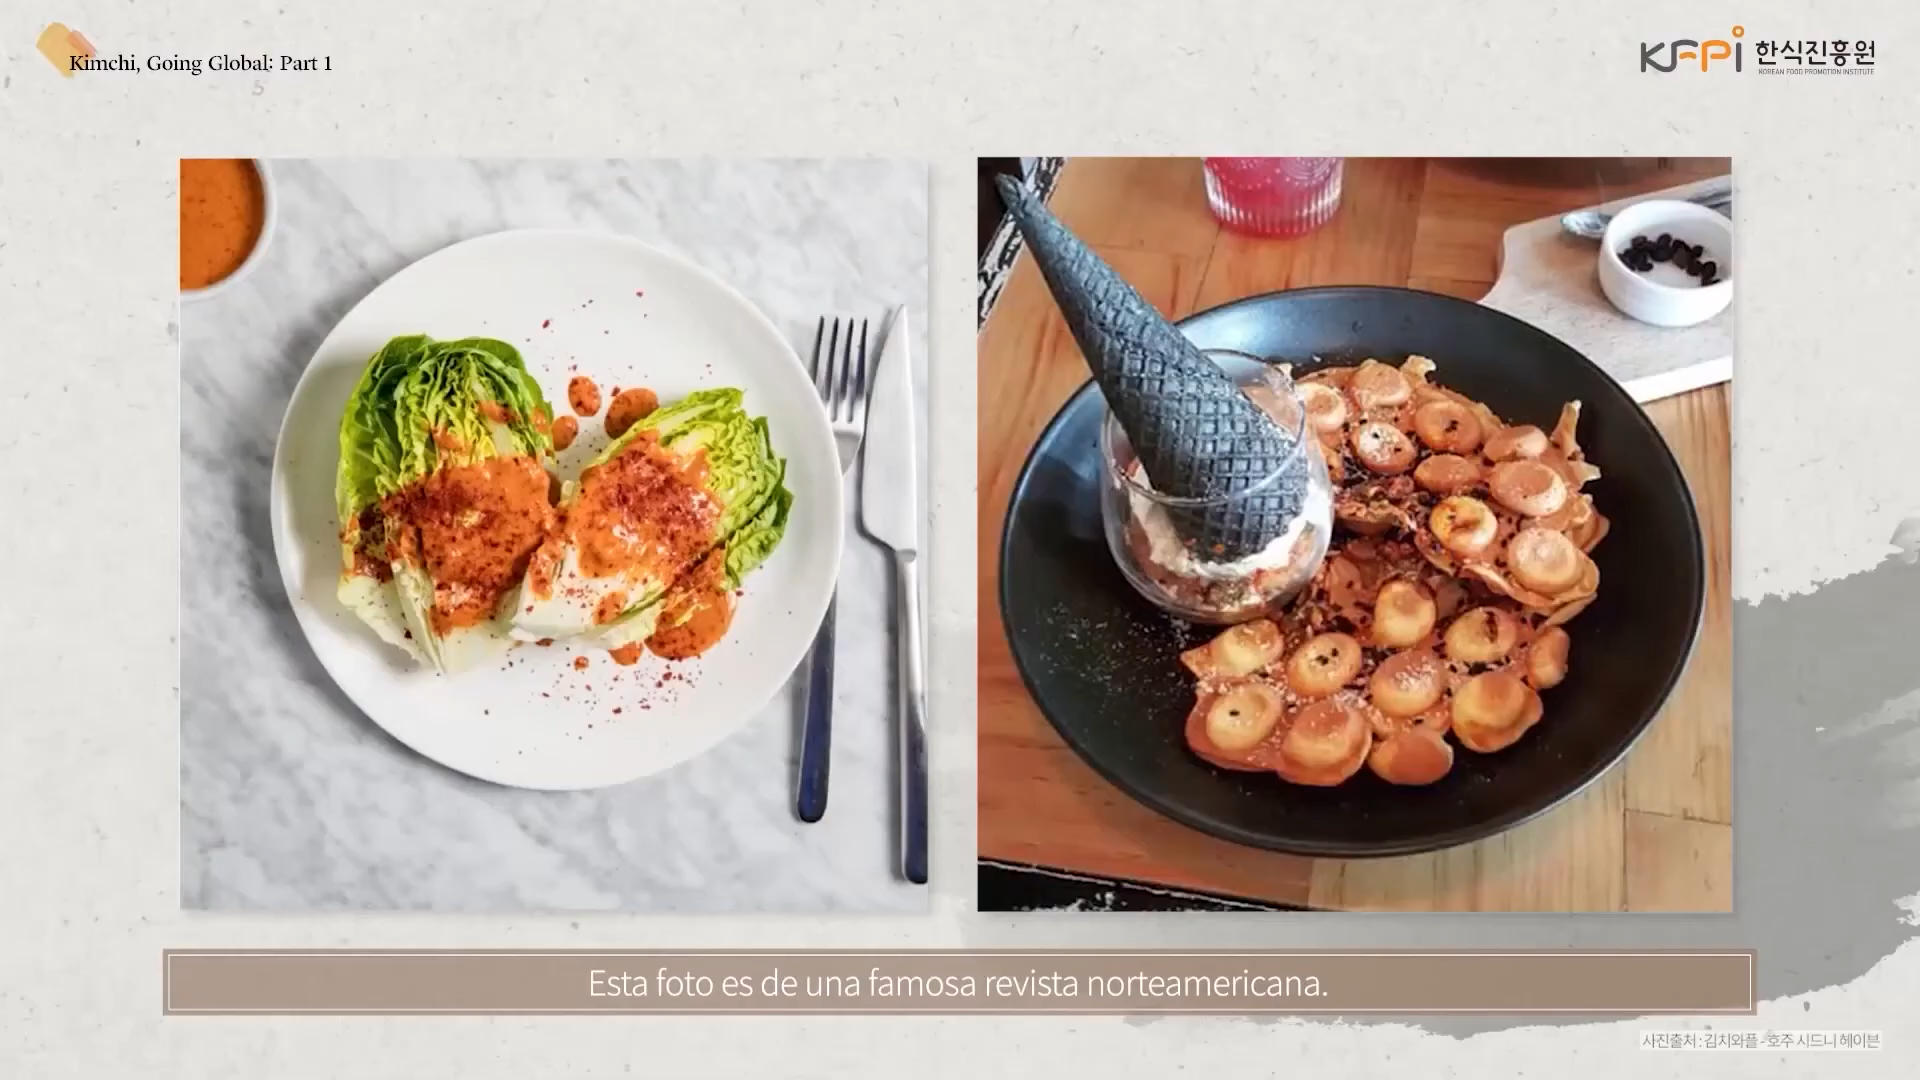 Kimchi, Going Global: Part 1
KFPi 한식진흥원
KOREAN FOOD PROMOTION INSTITUTE
Esta foto es de una famosa revista norteamericana.
사진출처 : 김치와플 - 호주 시드니 헤이븐